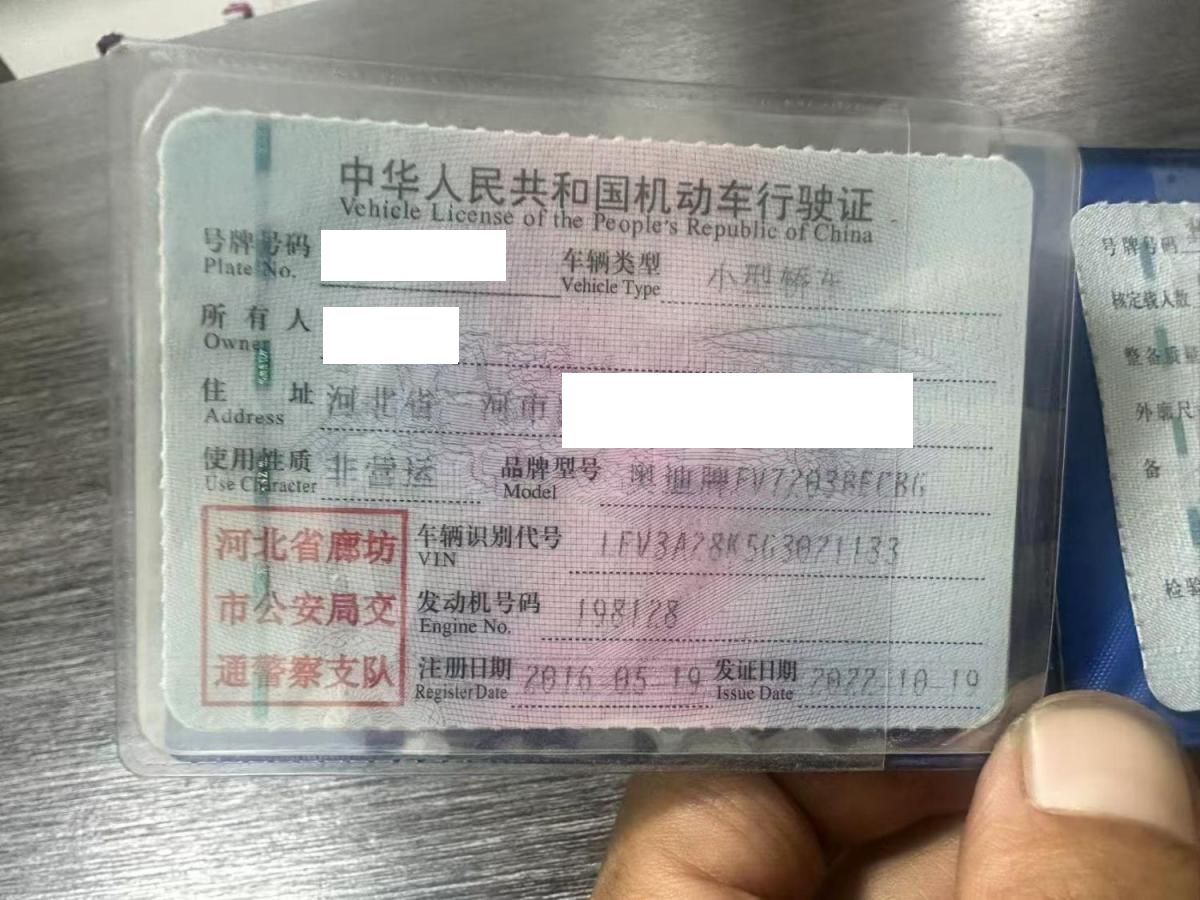 中华人民共和国机动车行驶证
Vehicle License of the People's Republic of China
号牌号码
Plate No.
车辆类型 小型轿车
Vehicle Type
所有人
Owner
住址 河北省 河市
Address
使用性质 非营运
Use Character
品牌型号 奥迪牌FV7203BECBG
Model
河北省廊坊
市公安局交
通警察支队
车辆识别代号 LFV3A28K5G3021133
VIN
发动机号码 198128
Engine No.
注册日期 2016-05-19
Register Date
发证日期 2022-10-19
Issue Date
号牌号码
核定载人数
整备质量
外廓尺
备
检验